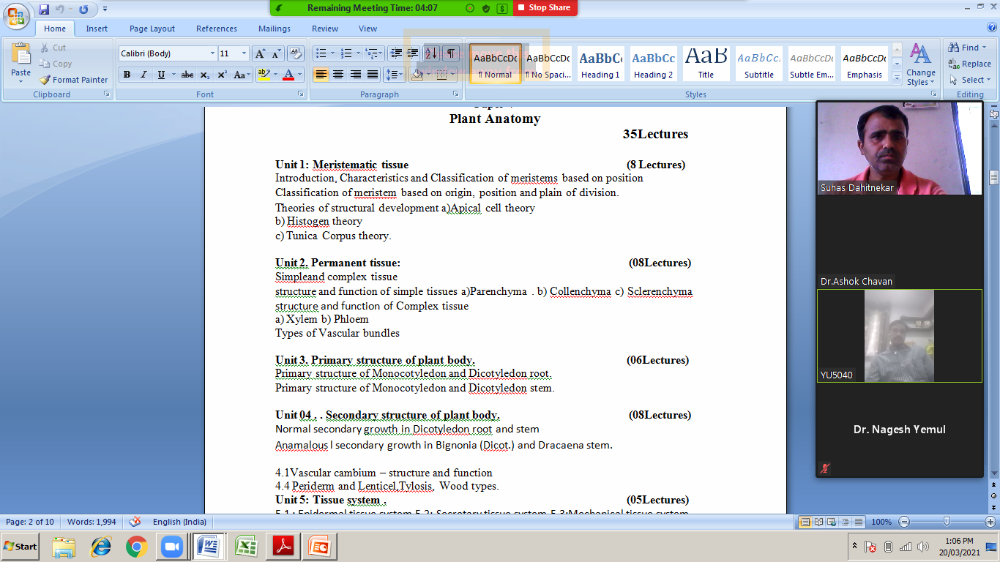 Remaining Meeting Time: 04:07
Stop Share
Home Insert Page Layout References Mailings Review View
Paste
Cut
Copy
Format Painter
Clipboard
Calibri (Body) 11
Font
Paragraph
AaBbCcDc AaBbCcDc AaBbC AaBbCc AaB AaBbCc. AaBbCcDc AaBbCcDc
¶ Normal ¶ No Spaci... Heading 1 Heading 2 Title Subtitle Subtle Em... Emphasis
Change
Styles
Styles
Find
Replace
Select
Editing
Plant Anatomy
35Lectures
Unit 1: Meristematic tissue (8 Lectures)
Introduction, Characteristics and Classification of meristems based on position
Classification of meristem based on origin, position and plain of division.
Theories of structural development a)Apical cell theory
b) Histogen theory
c) Tunica Corpus theory.
Unit 2. Permanent tissue: (08Lectures)
Simpleand complex tissue
structure and function of simple tissues a)Parenchyma . b) Collenchyma c) Sclerenchyma
structure and function of Complex tissue
a) Xylem b) Phloem
Types of Vascular bundles
Unit 3. Primary structure of plant body. (06Lectures)
Primary structure of Monocotyledon and Dicotyledon root.
Primary structure of Monocotyledon and Dicotyledon stem.
Unit 04 . . Secondary structure of plant body. (08Lectures)
Normal secondary growth in Dicotyledon root and stem
Anamalous l secondary growth in Bignonia (Dicot.) and Dracaena stem.
4.1Vascular cambium – structure and function
4.4 Periderm and Lenticel,Tylosis, Wood types.
Unit 5: Tissue system . (05Lectures)
5.1 : Epidermal tissue system 5.2: Secretory tissue system 5.3:Mechanical tissue system
Suhas Dahitnekar
Dr.Ashok Chavan
YU5040
Dr. Nagesh Yemul
Page: 2 of 10 Words: 1,994 English (India) 100%
Start
1:06 PM
20/03/2021